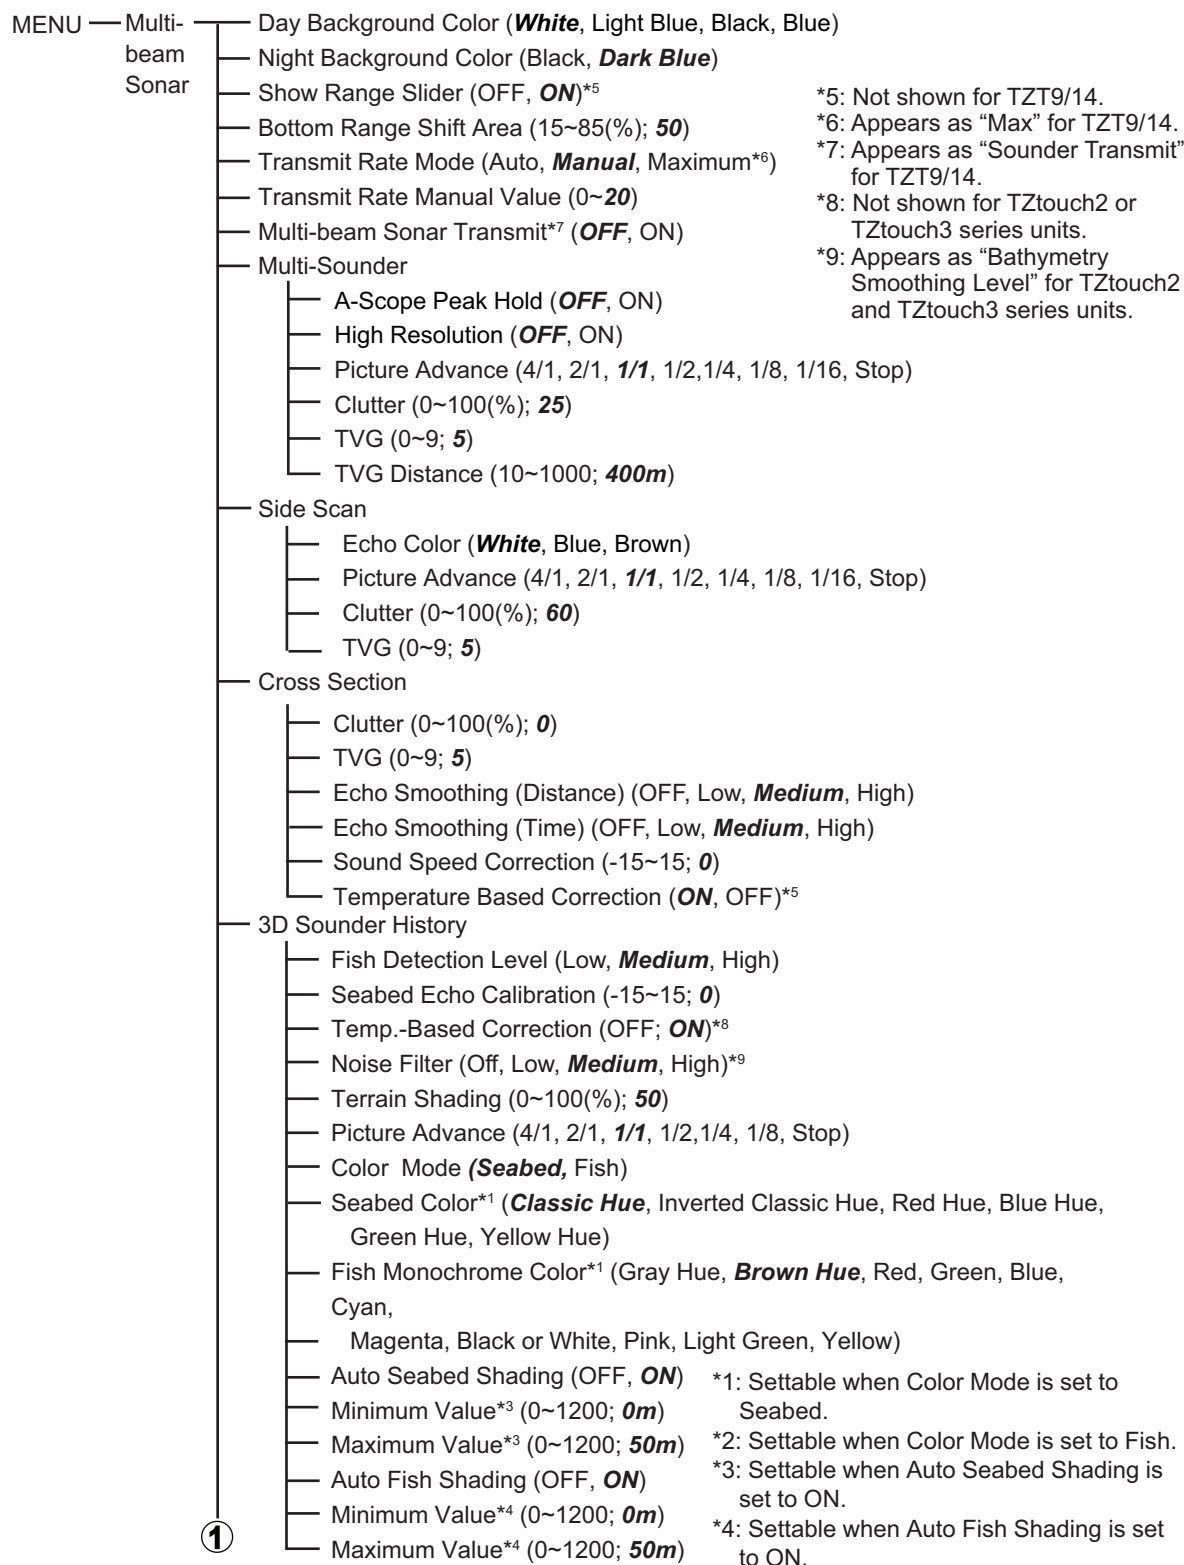 MENU
Multi-
beam
Sonar
Day Background Color (White, Light Blue, Black, Blue)
Night Background Color (Black, Dark Blue)
Show Range Slider (OFF, ON)*5
Bottom Range Shift Area (15~85(%); 50)
Transmit Rate Mode (Auto, Manual, Maximum*6)
Transmit Rate Manual Value (0~20)
Multi-beam Sonar Transmit*7 (OFF, ON)
*5: Not shown for TZT9/14.
*6: Appears as “Max” for TZT9/14.
*7: Appears as “Sounder Transmit”
for TZT9/14.
*8: Not shown for TZtouch2 or
TZtouch3 series units.
*9: Appears as “Bathymetry
Smoothing Level” for TZtouch2
and TZtouch3 series units.
Multi-Sounder
A-Scope Peak Hold (OFF, ON)
High Resolution (OFF, ON)
Picture Advance (4/1, 2/1, 1/1, 1/2,1/4, 1/8, 1/16, Stop)
Clutter (0~100(%); 25)
TVG (0~9; 5)
TVG Distance (10~1000; 400m)
Side Scan
Echo Color (White, Blue, Brown)
Picture Advance (4/1, 2/1, 1/1, 1/2, 1/4, 1/8, 1/16, Stop)
Clutter (0~100(%); 60)
TVG (0~9; 5)
Cross Section
Clutter (0~100(%); 0)
TVG (0~9; 5)
Echo Smoothing (Distance) (OFF, Low, Medium, High)
Echo Smoothing (Time) (OFF, Low, Medium, High)
Sound Speed Correction (-15~15; 0)
Temperature Based Correction (ON, OFF)*5
3D Sounder History
Fish Detection Level (Low, Medium, High)
Seabed Echo Calibration (-15~15; 0)
Temp.-Based Correction (OFF; ON)*8
Noise Filter (Off, Low, Medium, High)*9
Terrain Shading (0~100(%); 50)
Picture Advance (4/1, 2/1, 1/1, 1/2,1/4, 1/8, Stop)
Color Mode (Seabed, Fish)
Seabed Color*1 (Classic Hue, Inverted Classic Hue, Red Hue, Blue Hue,
Green Hue, Yellow Hue)
Fish Monochrome Color*1 (Gray Hue, Brown Hue, Red, Green, Blue,
Cyan,
Magenta, Black or White, Pink, Light Green, Yellow)
Auto Seabed Shading (OFF, ON)
Minimum Value*3 (0~1200; 0m)
Maximum Value*3 (0~1200; 50m)
Auto Fish Shading (OFF, ON)
Minimum Value*4 (0~1200; 0m)
Maximum Value*4 (0~1200; 50m)
*1: Settable when Color Mode is set to
Seabed.
*2: Settable when Color Mode is set to Fish.
*3: Settable when Auto Seabed Shading is
set to ON.
*4: Settable when Auto Fish Shading is set
to ON.
1